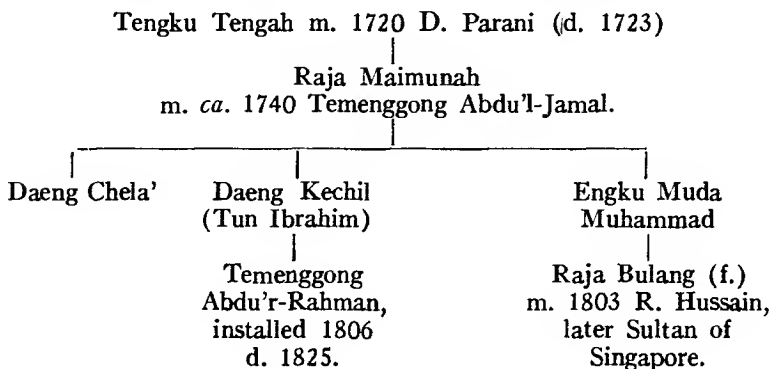 Tengku Tengah m. 1720 D. Parani (d. 1723)
Raja Maimunah
m. ca. 1740 Temenggong Abdu'l-Jamal.
Daeng Chela' Daeng Kechil Engku Muda
(Tun Ibrahim) Muhammad
Temenggong Raja Bulang (f.)
Abdu'r-Rahman, m. 1803 R. Hussain,
installed 1806 later Sultan of
d. 1825. Singapore.